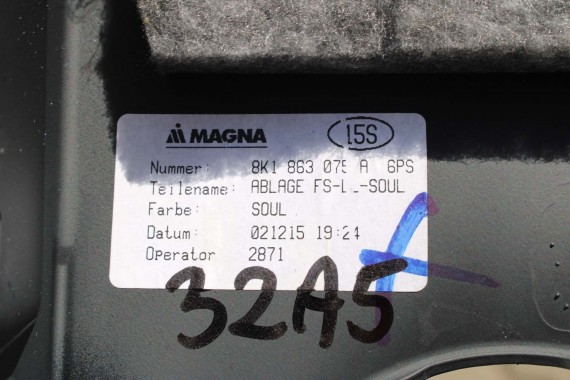 MAGNA 15S
Nummer: 8K1 863 075 A 6PS
Teilename: ABLAGE -SOUL
Farbe: SOUL
Datum: 021215 19:24
Operator 2871
32A5